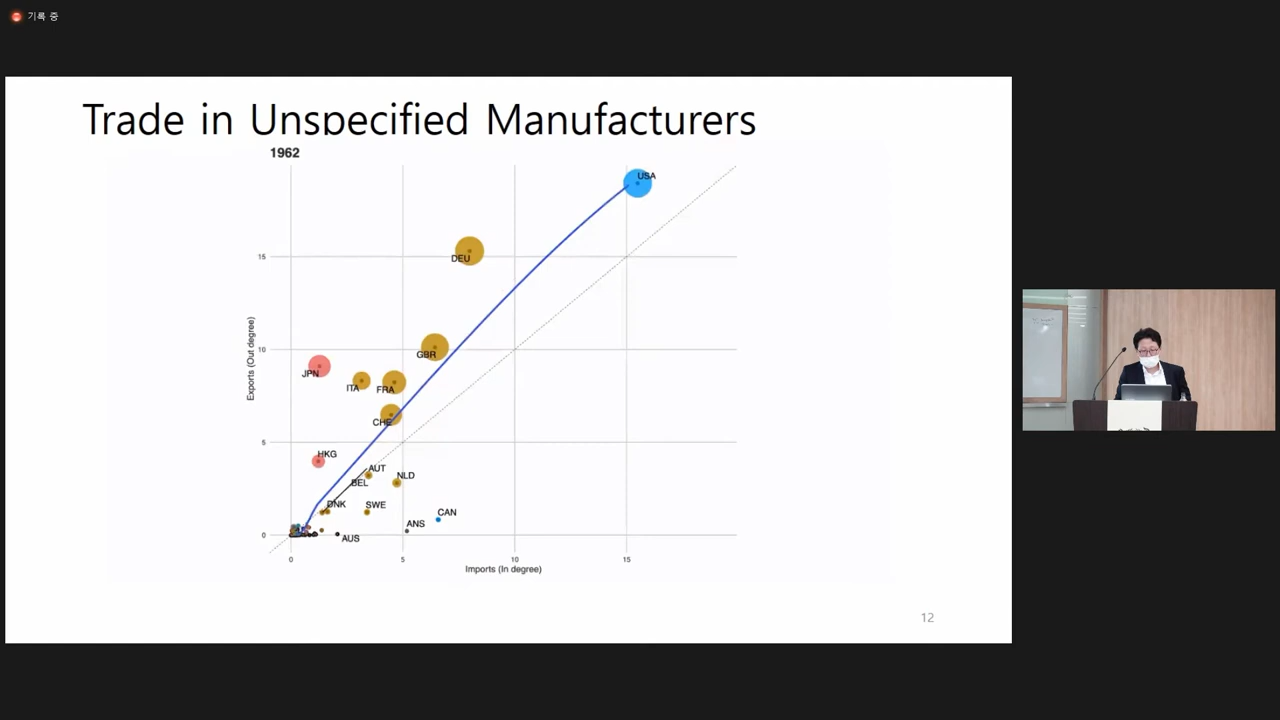 기록 중
Trade in Unspecified Manufacturers
1962
USA
15
DEU
GBR
10
JPN
ITA
FRA
CHE
Exports (Out degree)
5
HKG
AUT
BEL
NLD
DNK
SWE
CAN
ANS
AUS
0
0
5
10
15
Imports (In degree)
12